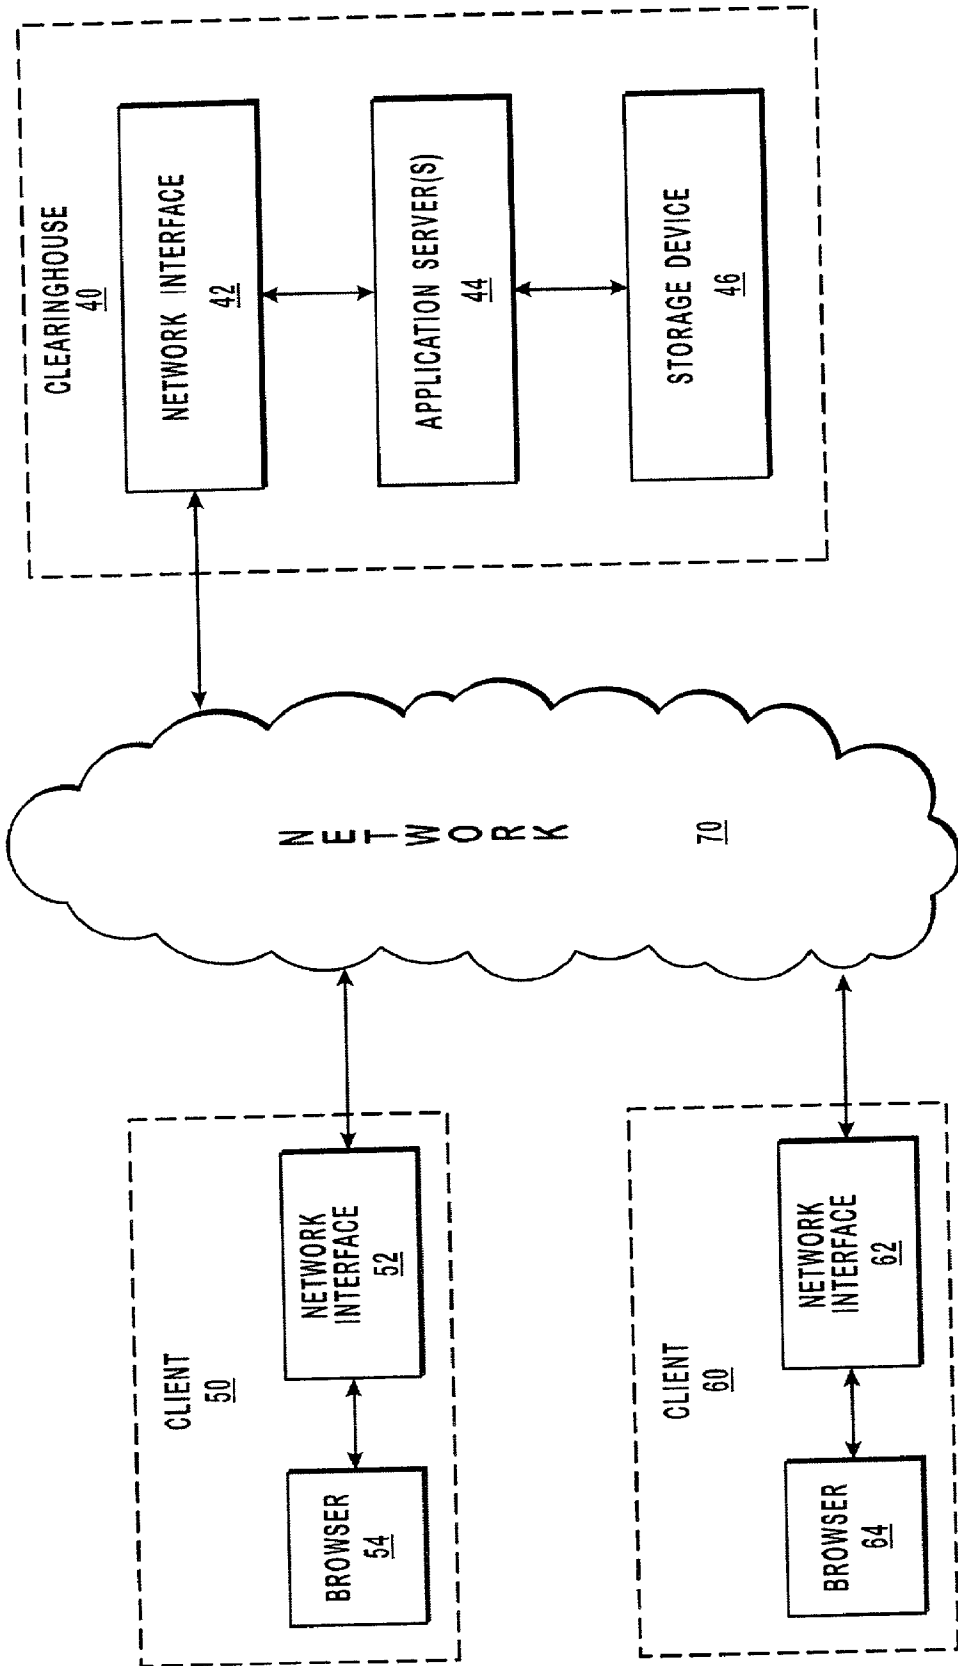 CLIENT
50
BROWSER
54
NETWORK
INTERFACE
52
CLIENT
60
BROWSER
64
NETWORK
INTERFACE
62
NETWORK
70
CLEARINGHOUSE
40
NETWORK INTERFACE
42
APPLICATION SERVER(S)
44
STORAGE DEVICE
46